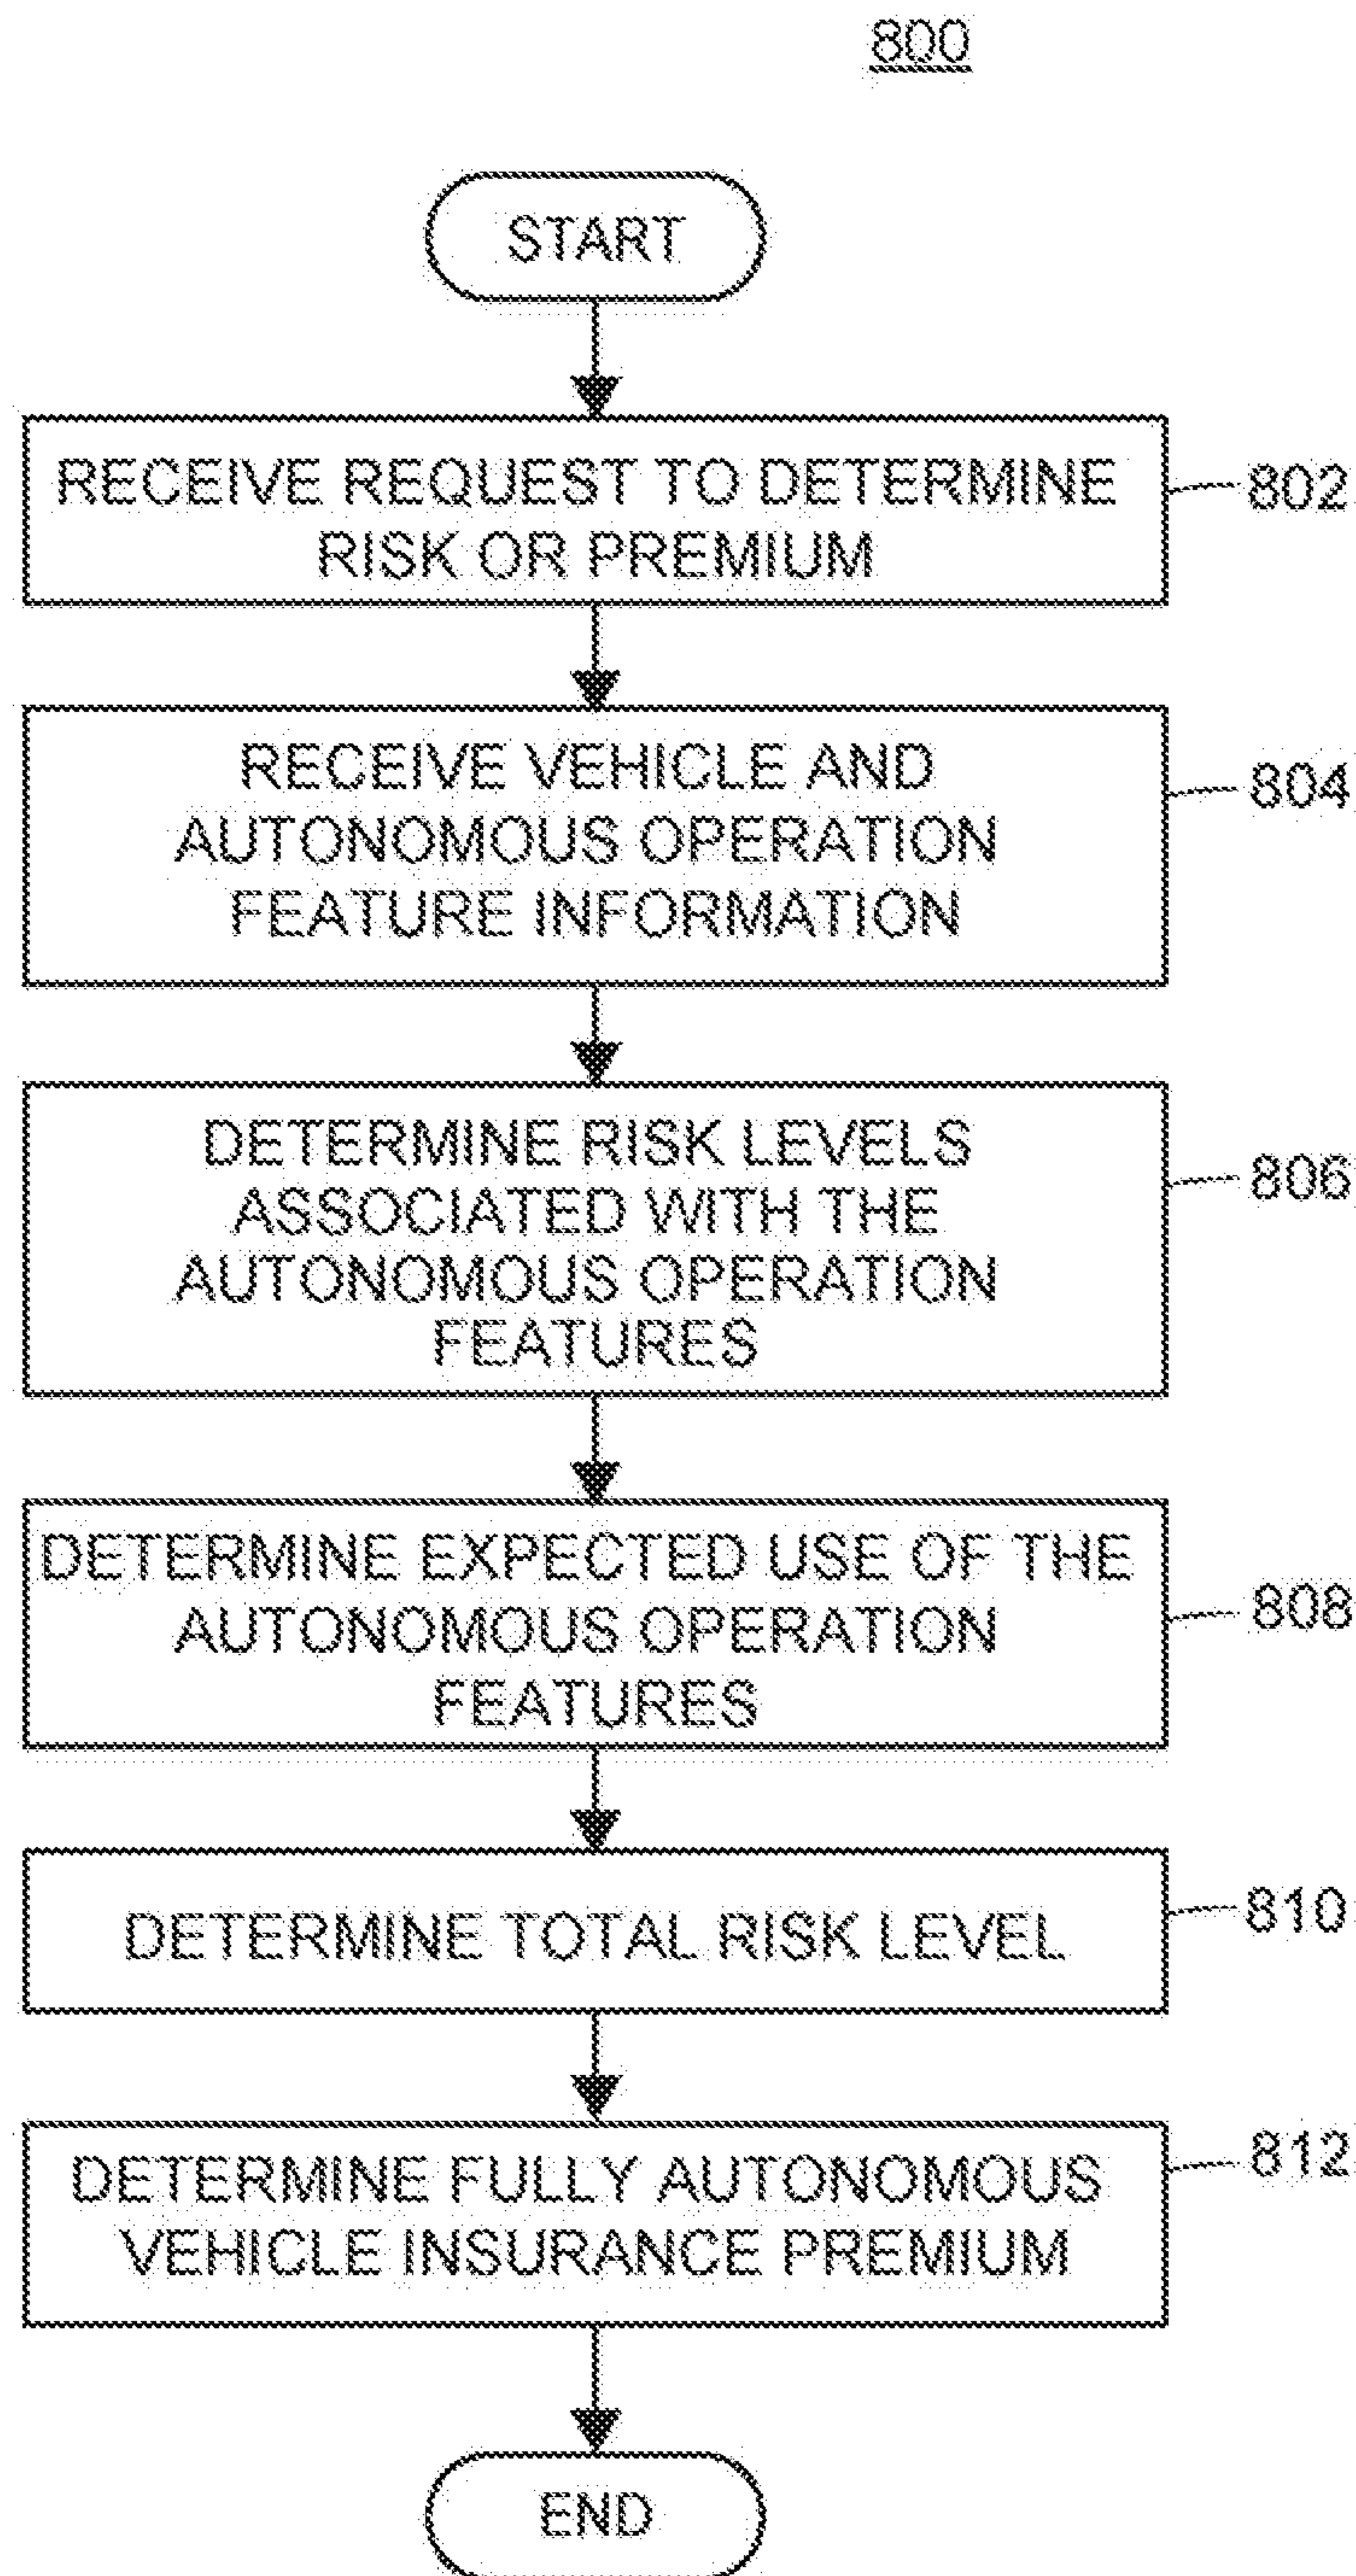 800
START
RECEIVE REQUEST TO DETERMINE
RISK OR PREMIUM
802
RECEIVE VEHICLE AND
AUTONOMOUS OPERATION
FEATURE INFORMATION
804
DETERMINE RISK LEVELS
ASSOCIATED WITH THE
AUTONOMOUS OPERATION
FEATURES
806
DETERMINE EXPECTED USE OF THE
AUTONOMOUS OPERATION
FEATURES
808
DETERMINE TOTAL RISK LEVEL
810
DETERMINE FULLY AUTONOMOUS
VEHICLE INSURANCE PREMIUM
812
END